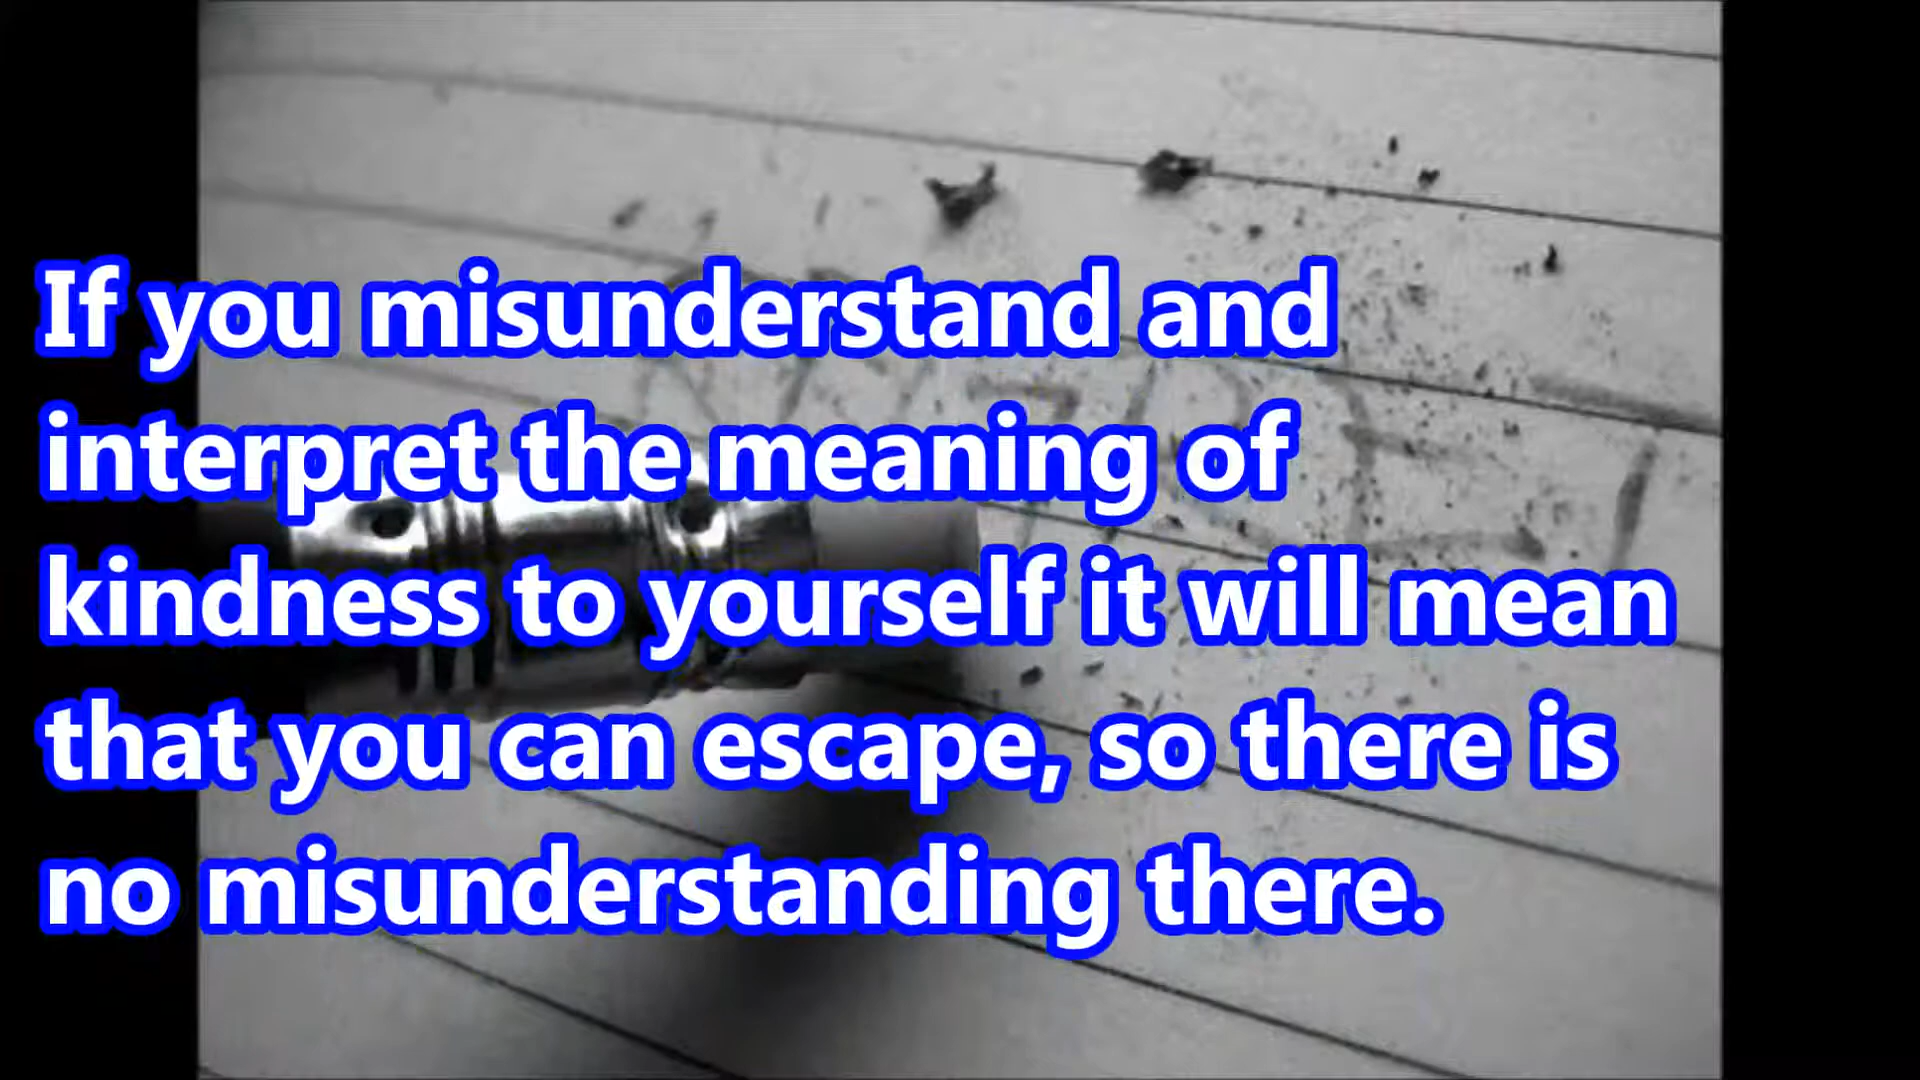 If you misunderstand and
interpret the meaning of
kindness to yourself it will mean
that you can escape, so there is
no misunderstanding there.